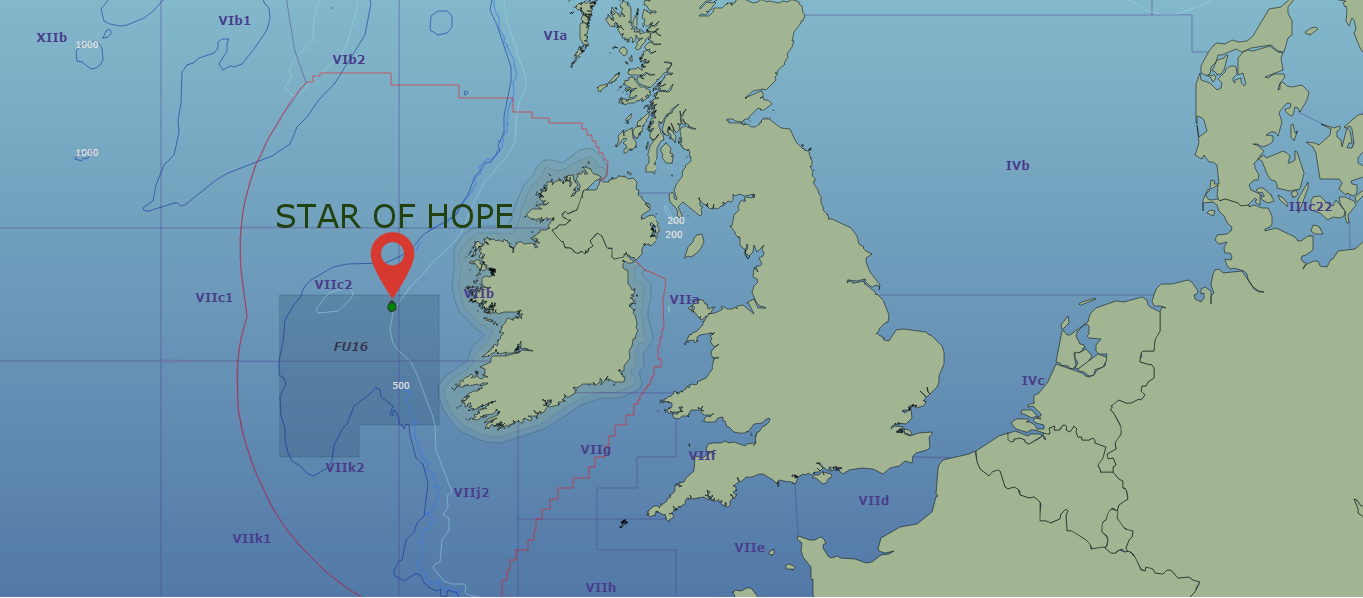 VIb1
XIIb
1000
VIa
VIb2
1000
IVb
IIIc22
STAR OF HOPE
200
200
VIIc2
VIIb
VIIc1
VIIa
FU16
500
IVc
VIIg
VIIf
VIIk2
VIIj2
VIId
VIIk1
VIIe
VIIh